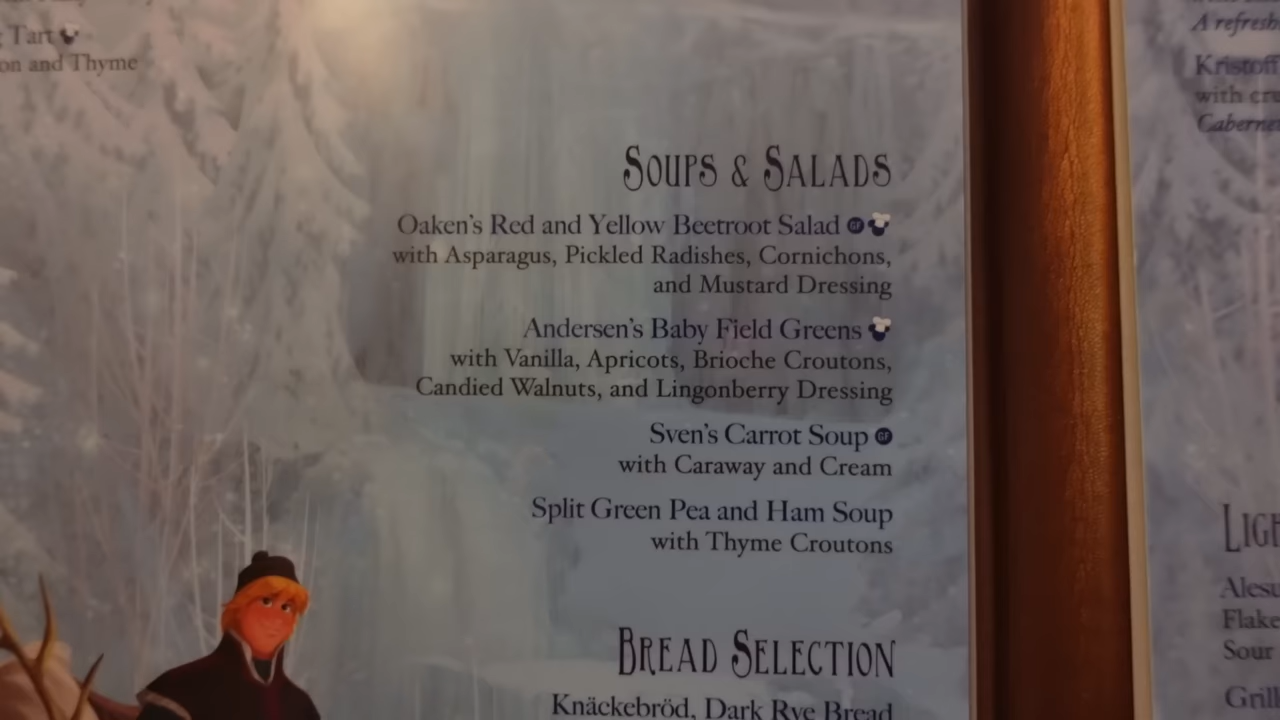 Tart
on and Thyme
SOUPS & SALADS
Oaken's Red and Yellow Beetroot Salad GF
with Asparagus, Pickled Radishes, Cornichons,
and Mustard Dressing
Andersen's Baby Field Greens
with Vanilla, Apricots, Brioche Croutons,
Candied Walnuts, and Lingonberry Dressing
Sven's Carrot Soup GF
with Caraway and Cream
Split Green Pea and Ham Soup
with Thyme Croutons
BREAD SELECTION
Knäckebröd, Dark Rye Bread
A refresh
Kristoff
with cr
Caberne
LIG
Alesu
Flake
Sour
Grill